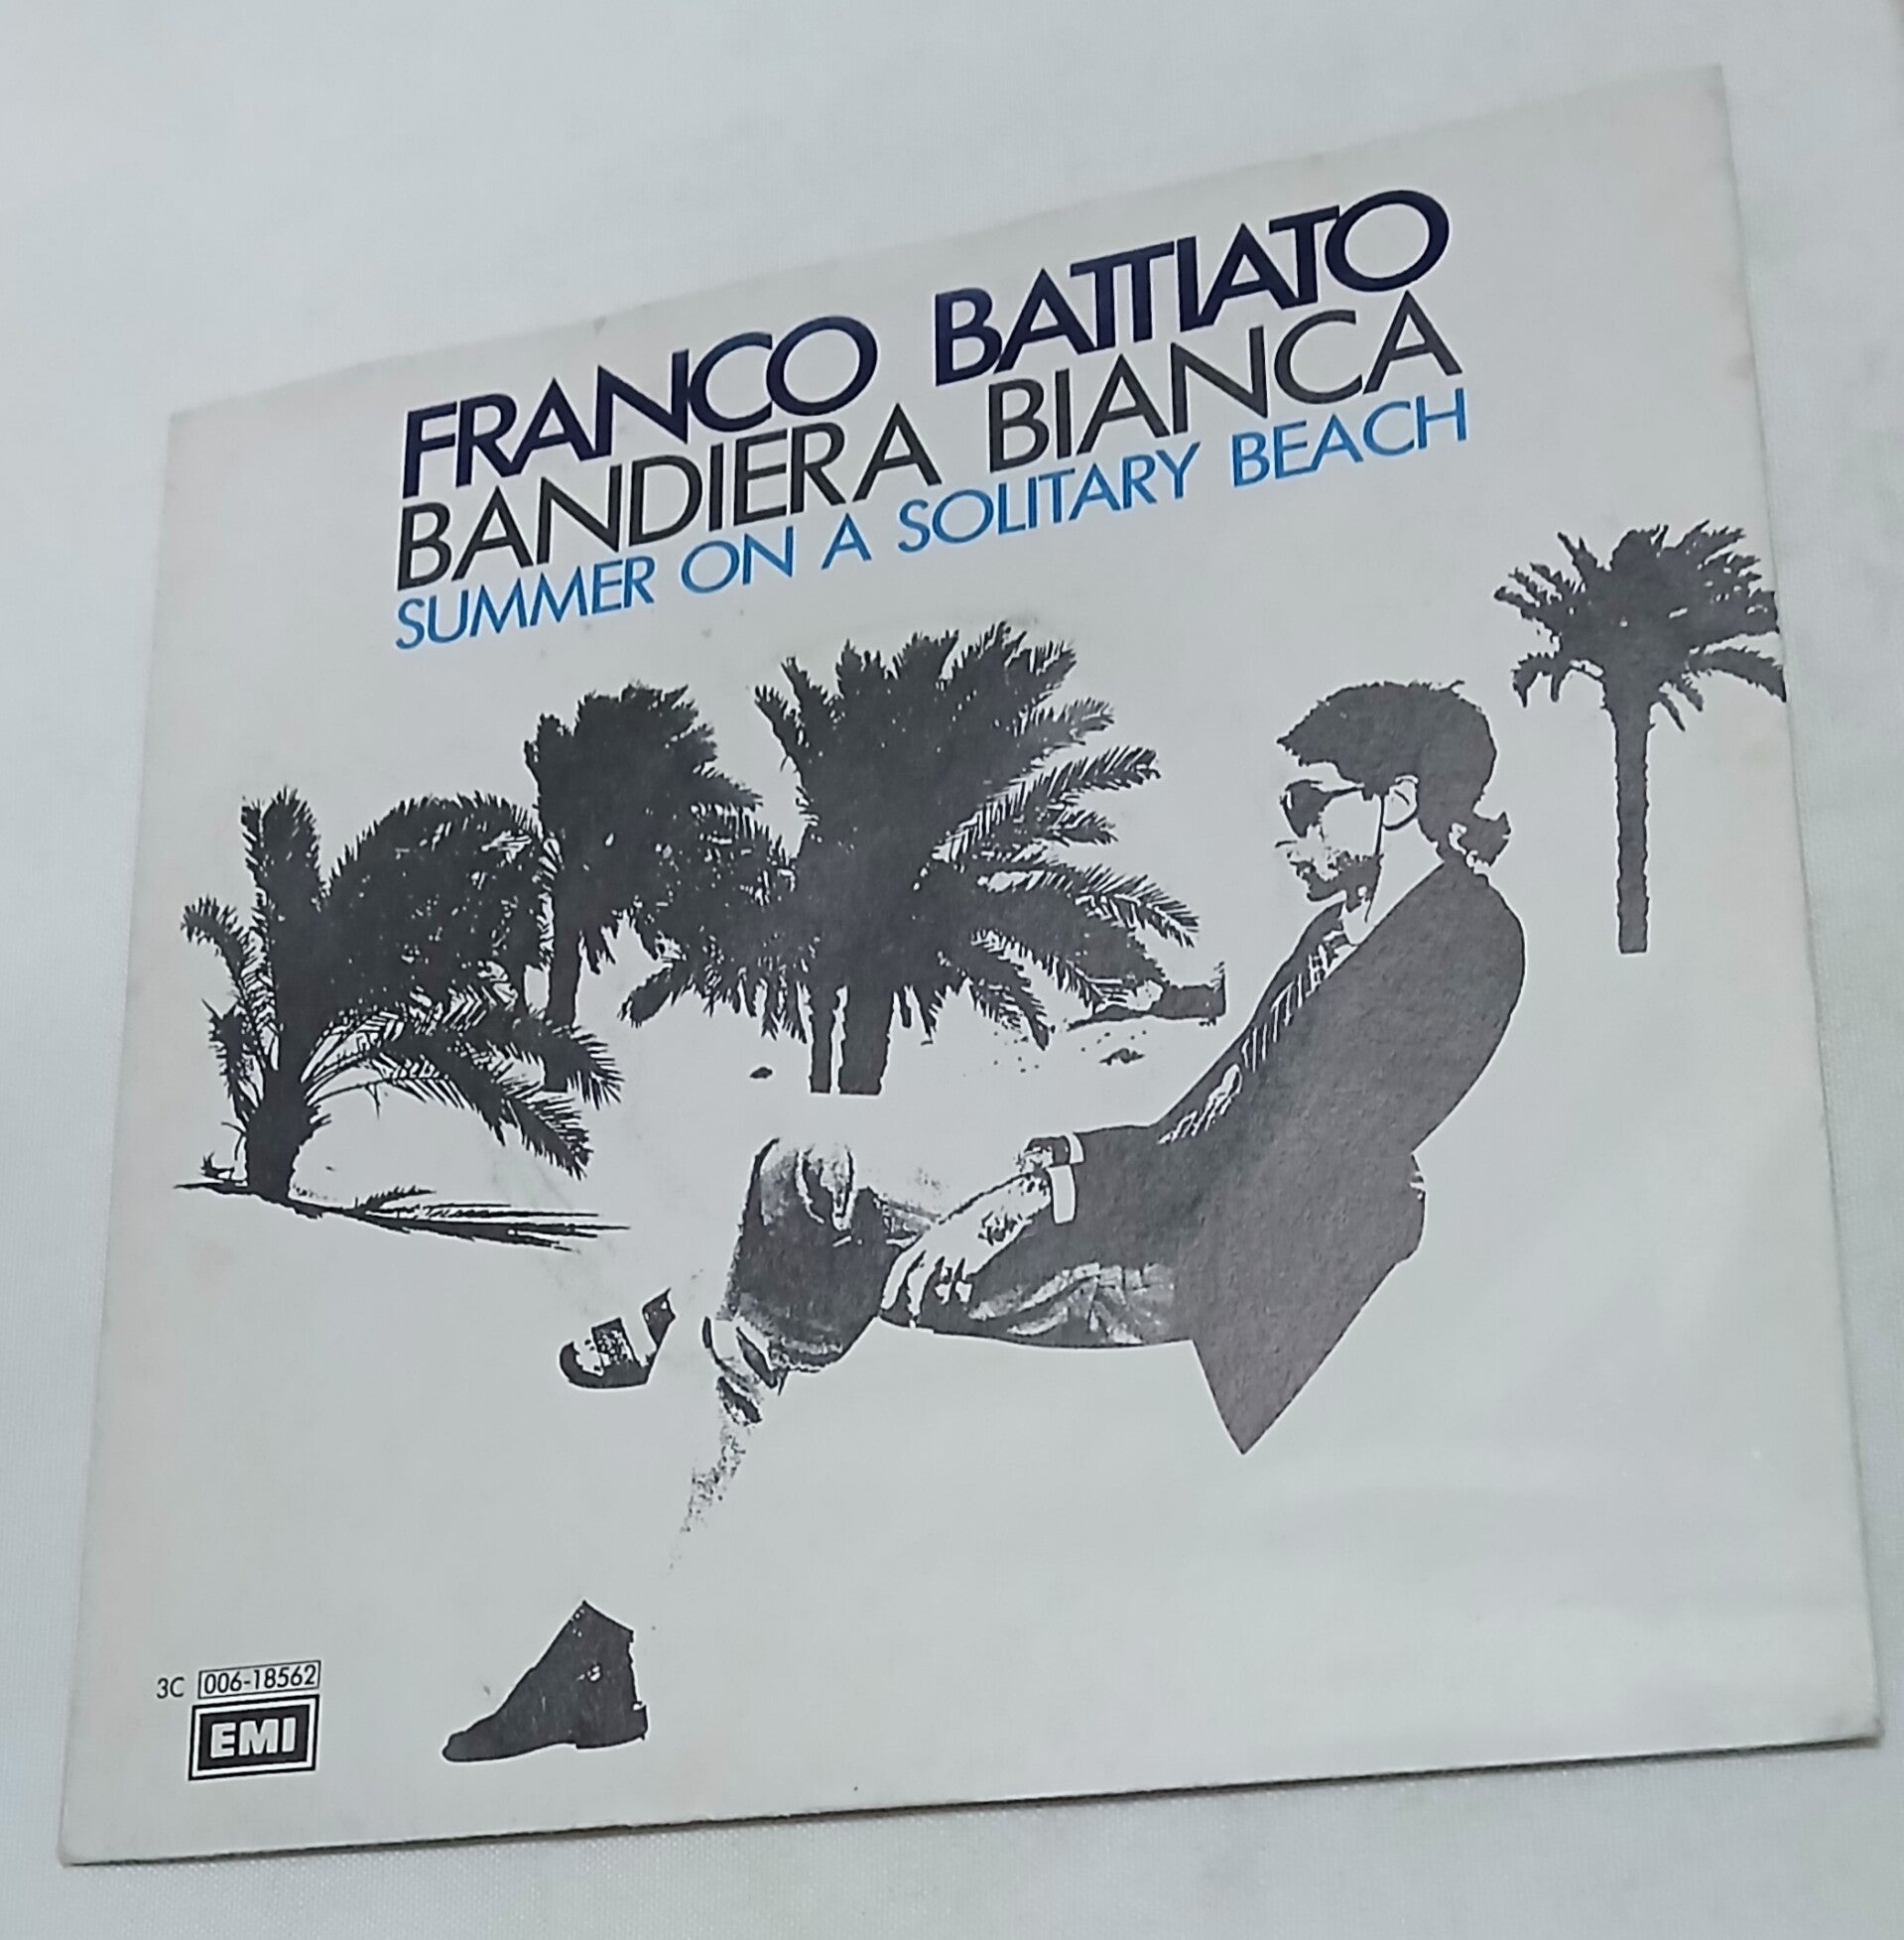 FRANCO BATTIATO
BANDIERA BIANCA
SUMMER ON A SOLITARY BEACH
3C 006-18562
EMI